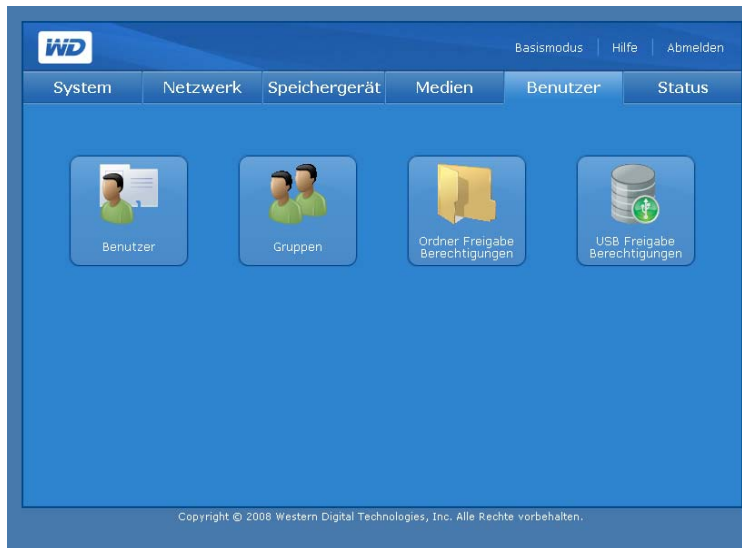 WD
Basismodus Hilfe Abmelden
System Netzwerk Speichergerät Medien Benutzer Status
Benutzer
Gruppen
Ordner Freigabe
Berechtigungen
USB Freigabe
Berechtigungen
Copyright © 2008 Western Digital Technologies, Inc. Alle Rechte vorbehalten.